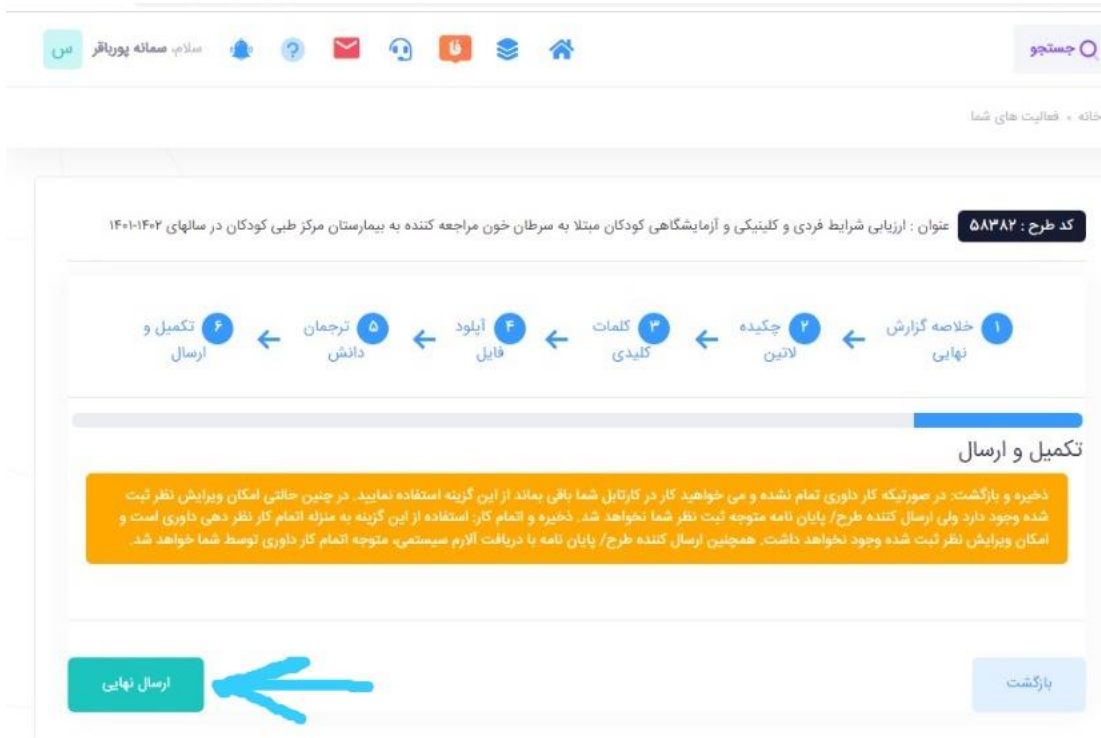 جستجو
سلام، سمانه پورباقر
س
خانه • فعالیت های شما
کد طرح : ۵۸۳۸۲
عنوان : ارزیابی شرایط فردی و کلینیکی و آزمایشگاهی کودکان مبتلا به سرطان خون مراجعه کننده به بیمارستان مرکز طبی کودکان در سالهای ۱۴۰۲-۱۴۰۱
۱ خلاصه گزارش
نهایی
۲ چکیده
لاتین
۳ کلمات
کلیدی
۴ آپلود
فایل
۵ ترجمان
دانش
۶ تکمیل و
ارسال
تکمیل و ارسال
ذخیره و بازگشت: در صورتیکه کار داوری تمام نشده و می خواهید کار در کارتابل شما باقی بماند از این گزینه استفاده نمایید. در چنین حالتی امکان ویرایش نظر ثبت
شده وجود دارد ولی ارسال کننده طرح/ پایان نامه متوجه ثبت نظر شما نخواهد شد. ذخیره و اتمام کار: استفاده از این گزینه به منزله اتمام کار نظر دهی داوری است و
امکان ویرایش نظر ثبت شده وجود نخواهد داشت. همچنین ارسال کننده طرح/ پایان نامه با دریافت آلارم سیستمی، متوجه اتمام کار داوری توسط شما خواهد شد.
بازگشت
ارسال نهایی